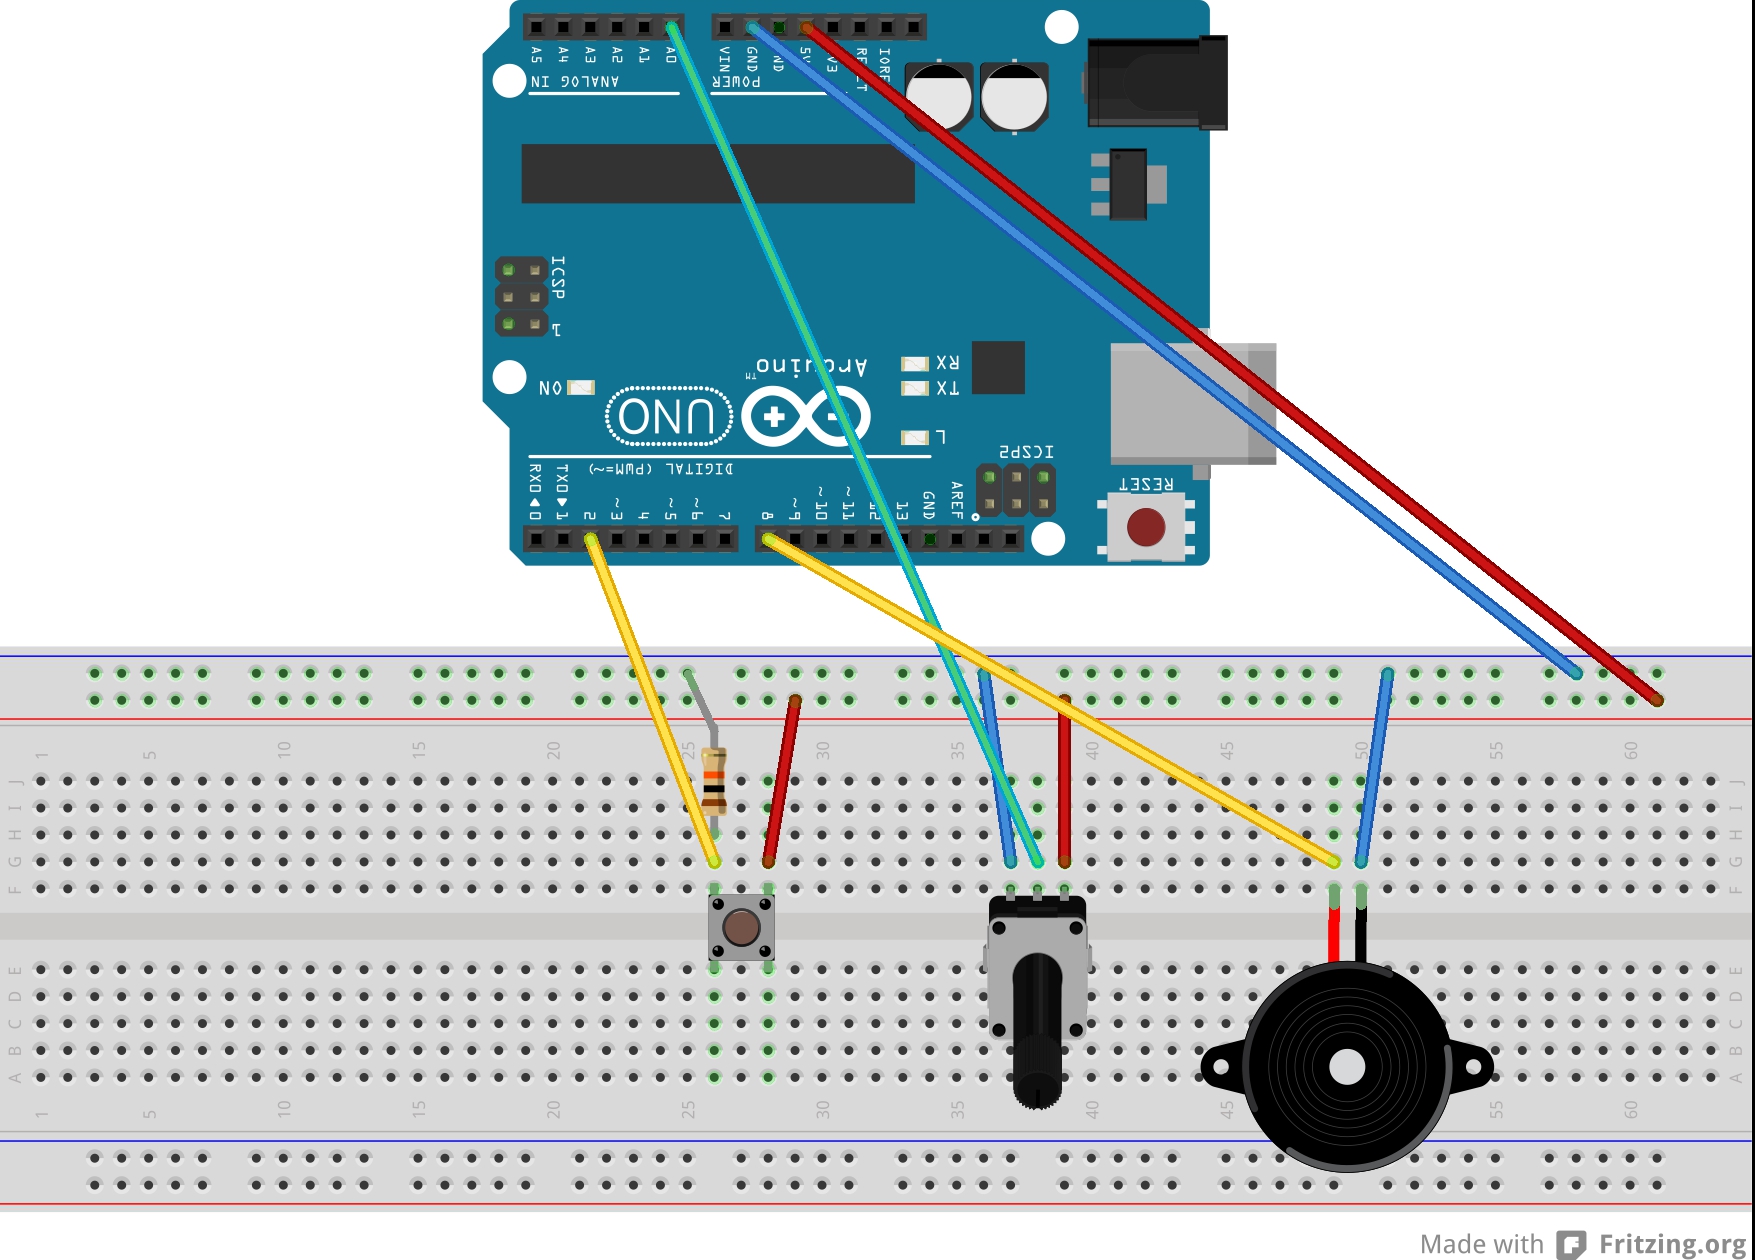 A5 A4 A3 A2 A1 A0 VIN GND 5V RESET IOREF
ANALOG IN POWER
ICSP
1
Arduino
TM
RX
ON
TX
UNO
L
ICSP2
DIGITAL (PWM=~)
RESET
RX0 ◀ 0 TX0 ▶ 1 2 ~3 4 ~5 ~6 7 8 ~9 ~10 ~11 12 13 GND AREF
1 5 10 15 20 25 30 35 40 45 50 55 60
J J
I I
H H
G G
F F
E E
D D
C C
B B
A A
1 5 10 15 20 25 30 35 40 45 55 60
Made with Fritzing.org